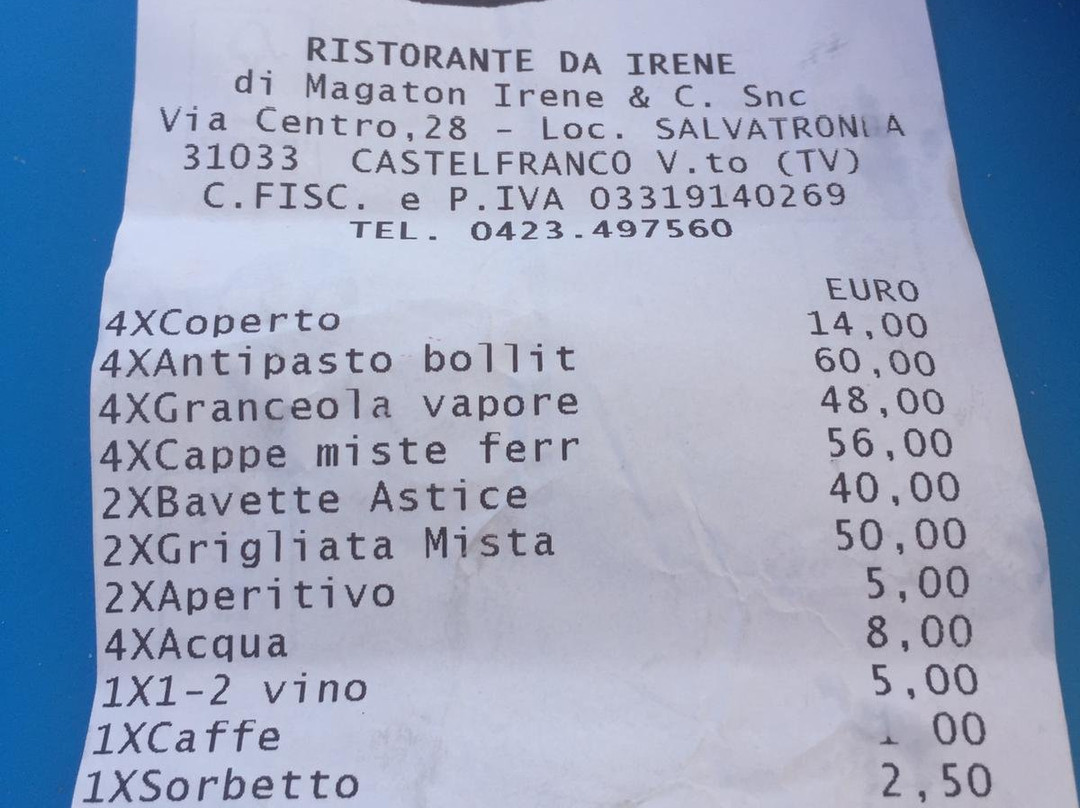 RISTORANTE DA IRENE
di Magaton Irene & C. Snc
Via Centro,28 - Loc. SALVATRONDA
31033 CASTELFRANCO V.to (TV)
C.FISC. e P.IVA 03319140269
TEL. 0423.497560
EURO
4XCoperto 14,00
4XAntipasto bollit 60,00
4XGranceola vapore 48,00
4XCappe miste ferr 56,00
2XBavette Astice 40,00
2XGrigliata Mista 50,00
2XAperitivo 5,00
4XAcqua 8,00
1X1-2 vino 5,00
1XCaffe 1,00
1XSorbetto 2,50